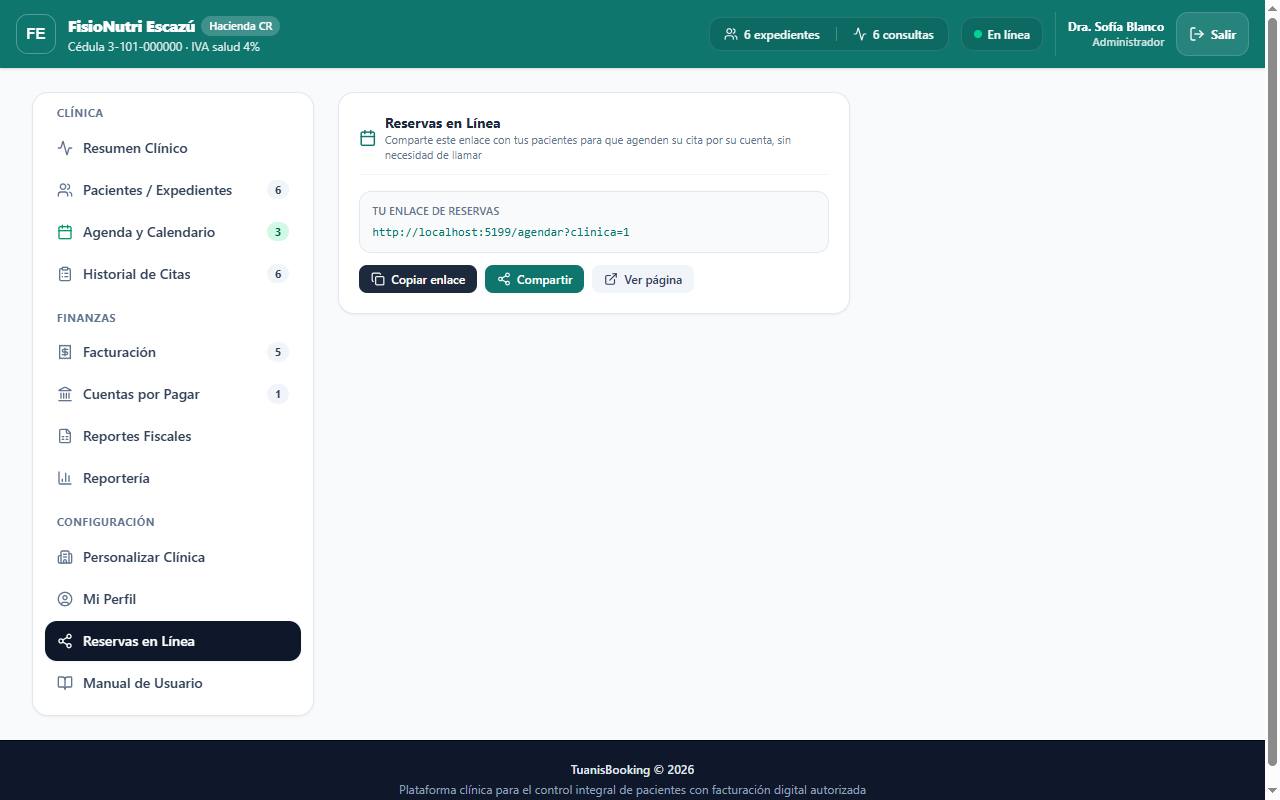 FE
FisioNutri Escazú
Hacienda CR
Cédula 3-101-000000 · IVA salud 4%
6 expedientes
6 consultas
En línea
Dra. Sofía Blanco
Administrador
Salir
CLÍNICA
Resumen Clínico
Pacientes / Expedientes 6
Agenda y Calendario 3
Historial de Citas 6
FINANZAS
Facturación 5
Cuentas por Pagar 1
Reportes Fiscales
Reportería
CONFIGURACIÓN
Personalizar Clínica
Mi Perfil
Reservas en Línea
Manual de Usuario
Reservas en Línea
Comparte este enlace con tus pacientes para que agenden su cita por su cuenta, sin
necesidad de llamar
TU ENLACE DE RESERVAS
http://localhost:5199/agendar?clinica=1
Copiar enlace
Compartir
Ver página
TuanisBooking © 2026
Plataforma clínica para el control integral de pacientes con facturación digital autorizada